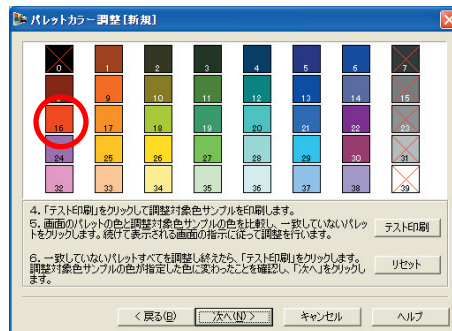 パレットカラー調整[新規]
0 1 2 3 4 5 6 7
8 9 10 11 12 13 14 15
16 17 18 19 20 21 22 23
24 25 26 27 28 29 30 31
32 33 34 35 36 37 38 39
4.「テスト印刷」をクリックして調整対象色サンプルを印刷します。
5. 画面のパレットの色と調整対象色サンプルの色を比較し、一致していないパレッ
トをクリックします。続けて表示される画面の指示に従って調整を行います。
テスト印刷
6. 一致していないパレットすべてを調整し終えたら、「テスト印刷」をクリックします。
調整対象色サンプルの色が指定した色に変わったことを確認し、「次へ」をクリックし
ます。
リセット
< 戻る(B) 次へ(N) > キャンセル ヘルプ